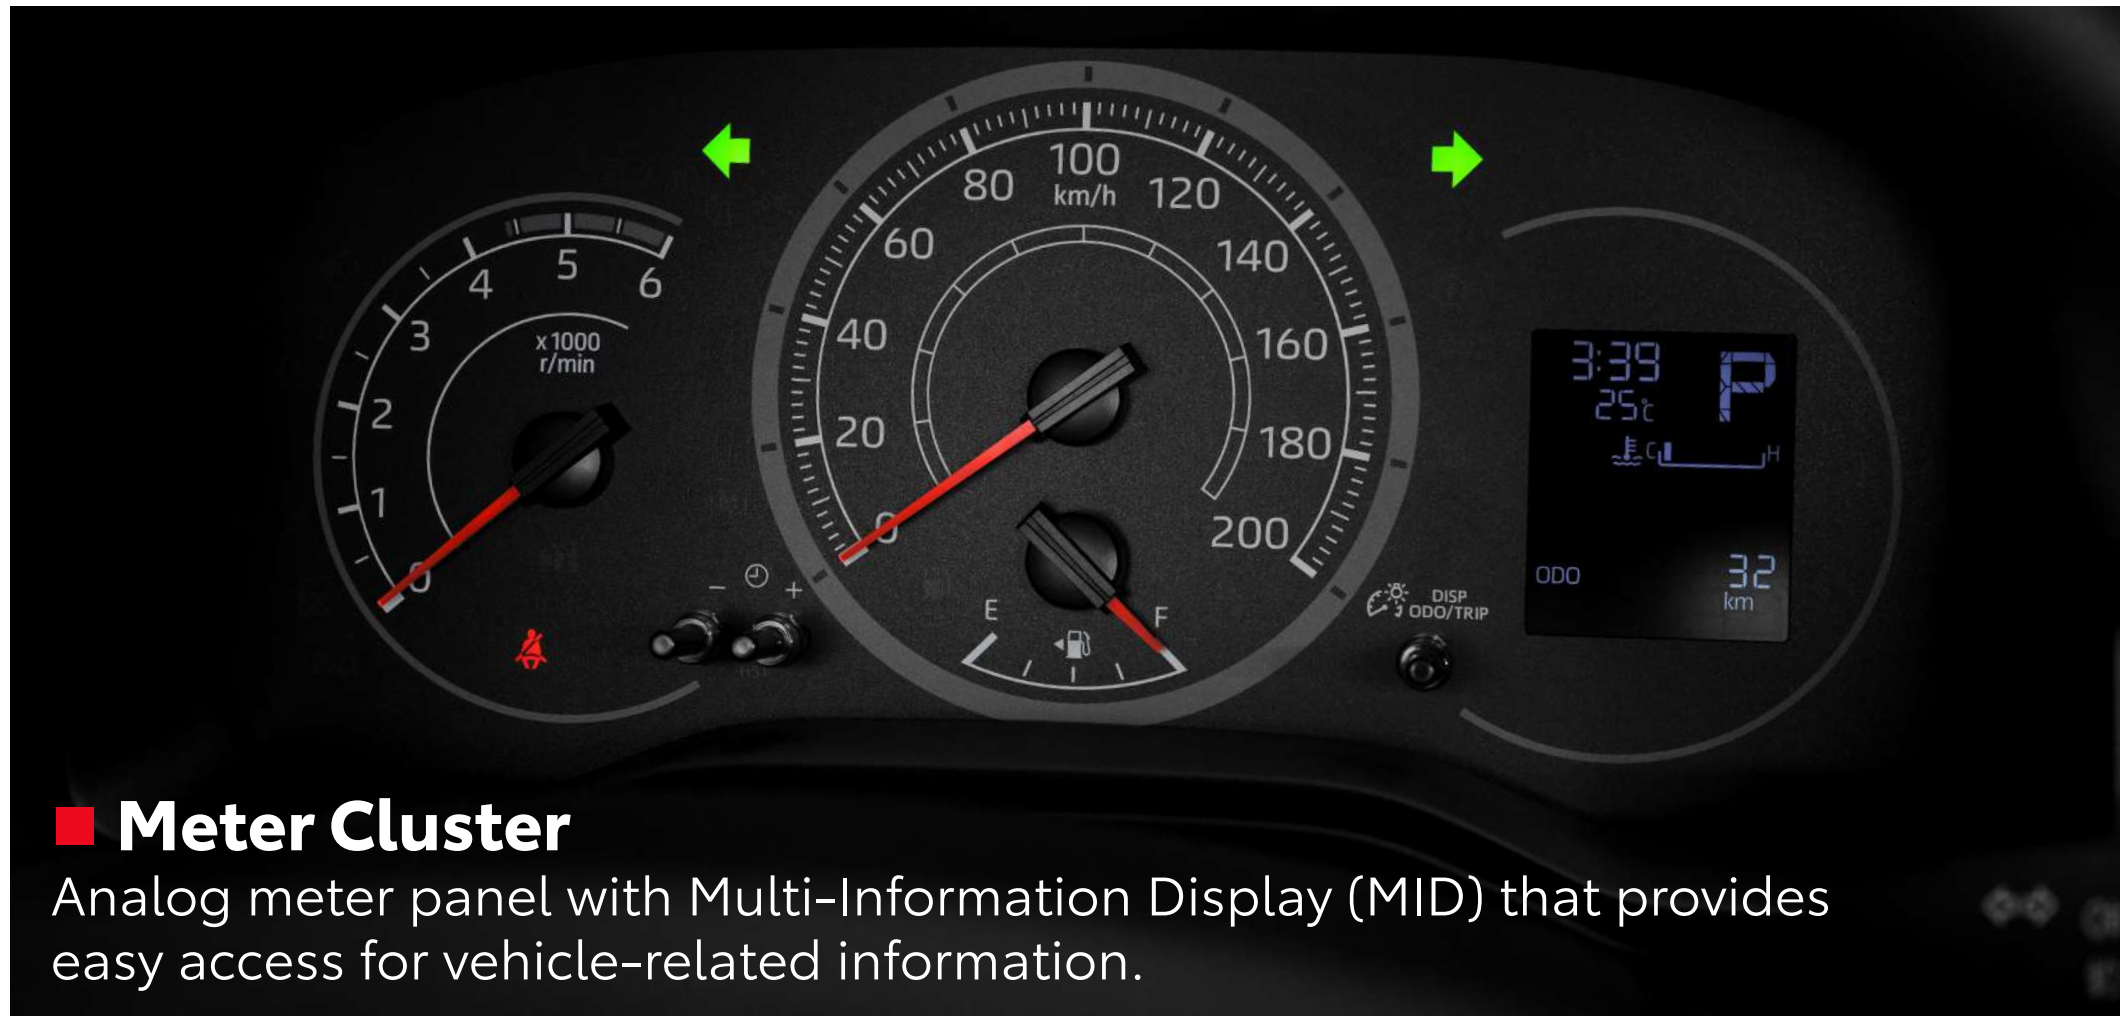 0
1
2
3
4
5
6
x1000
r/min
0
20
40
60
80
100
km/h
120
140
160
180
200
E
F
- +
DISP
ODO/TRIP
3:39
P
25°C
C H
ODO
32
km
Meter Cluster
Analog meter panel with Multi-Information Display (MID) that provides
easy access for vehicle-related information.